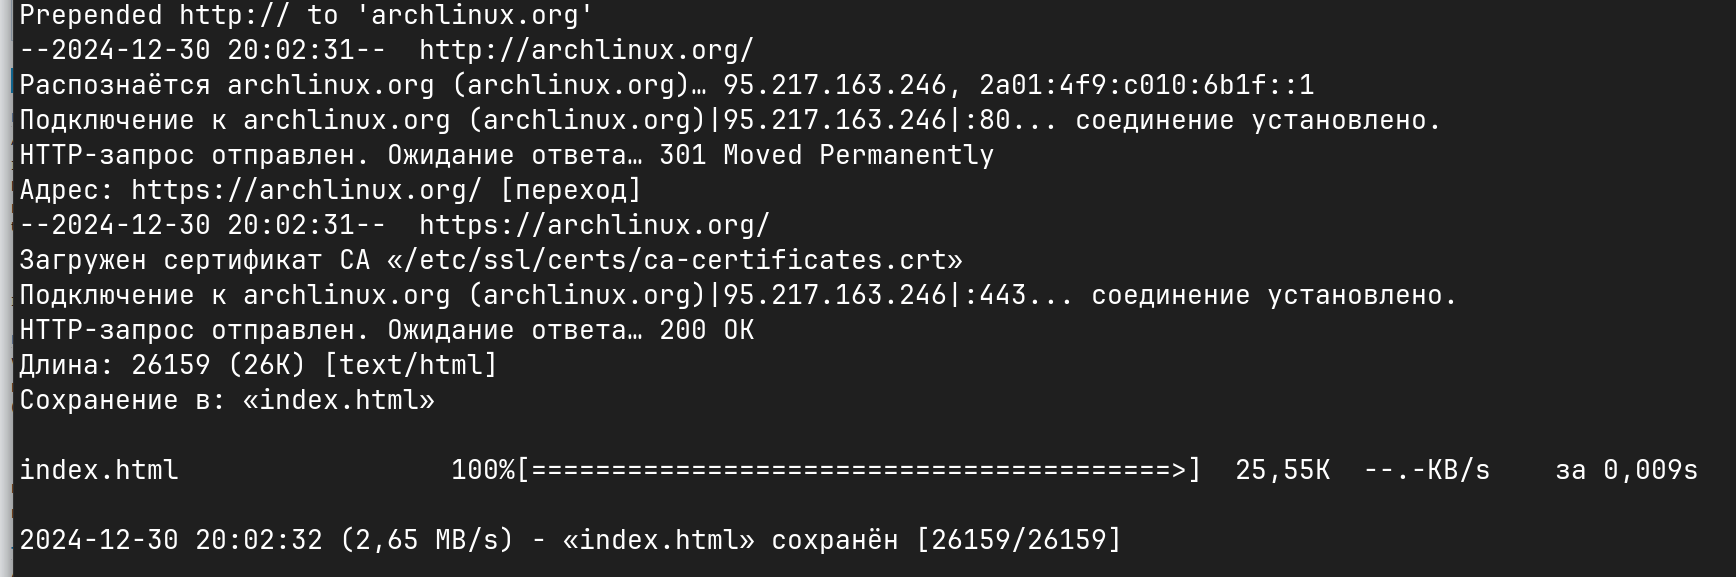 Prepended http:// to 'archlinux.org'
--2024-12-30 20:02:31--  http://archlinux.org/
Распознаётся archlinux.org (archlinux.org)… 95.217.163.246, 2a01:4f9:c010:6b1f::1
Подключение к archlinux.org (archlinux.org)|95.217.163.246|:80... соединение установлено.
HTTP-запрос отправлен. Ожидание ответа… 301 Moved Permanently
Адрес: https://archlinux.org/ [переход]
--2024-12-30 20:02:31--  https://archlinux.org/
Загружен сертификат CA «/etc/ssl/certs/ca-certificates.crt»
Подключение к archlinux.org (archlinux.org)|95.217.163.246|:443... соединение установлено.
HTTP-запрос отправлен. Ожидание ответа… 200 OK
Длина: 26159 (26K) [text/html]
Сохранение в: «index.html»
index.html                 100%[========================================>]  25,55K  --.-KB/s    за 0,009s
2024-12-30 20:02:32 (2,65 MB/s) - «index.html» сохранён [26159/26159]